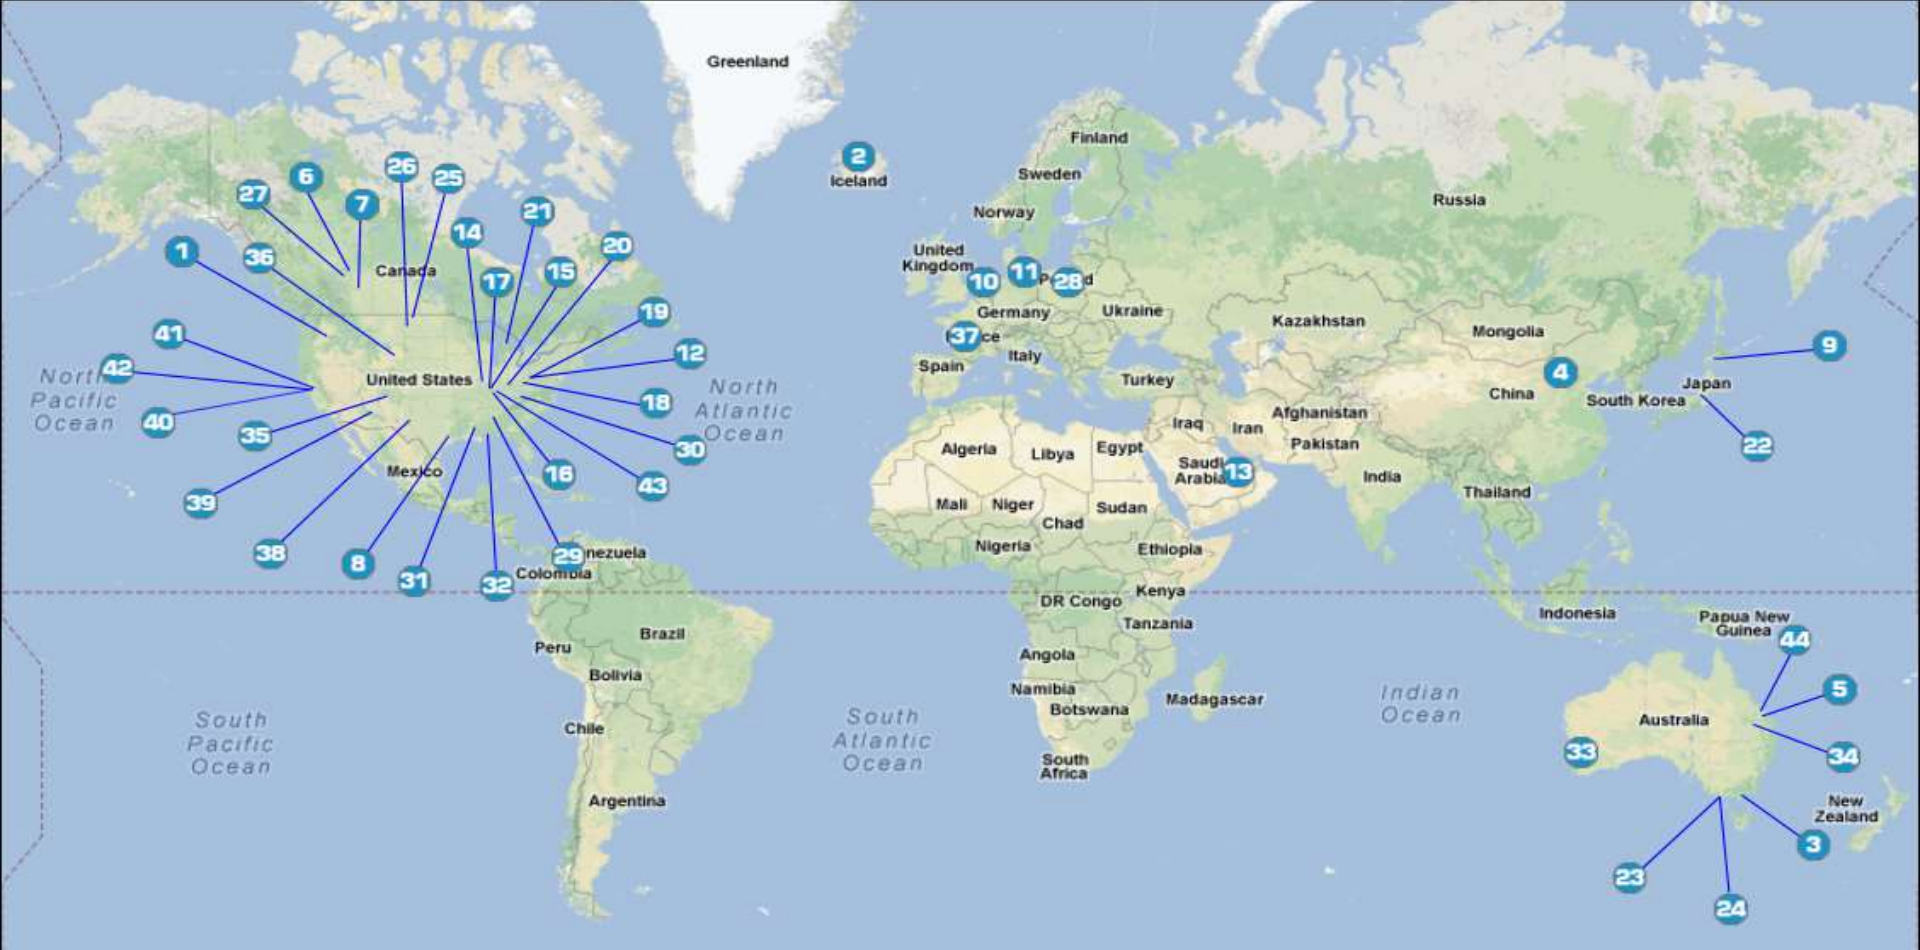 Greenland
Finland
2
Iceland
26
6
25
27
7
Sweden
Russia
14
21
Norway
1
36
20
Canada
17
15
United
Kingdom
10
11
28
19
Germany
Ukraine
Kazakhstan
Mongolia
41
37
12
Italy
9
42
North
Pacific
Ocean
United States
Spain
Turkey
4
China
Japan
South Korea
North
Atlantic
Ocean
18
40
35
Iraq
Iran
Afghanistan
Pakistan
30
22
Algeria
Libya
Egypt
Mexico
16
43
Saudi
Arabia
13
India
Thailand
39
Mali
Niger
Sudan
Chad
38
8
31
32
29
nezuela
Colombia
Nigeria
Ethiopia
DR Congo
Kenya
Tanzania
Indonesia
Papua New
Guinea
44
Brazil
Peru
Bolivia
Angola
Namibia
Botswana
Madagascar
Indian
Ocean
5
Australia
South
Pacific
Ocean
Chile
South
Atlantic
Ocean
33
34
South
Africa
Argentina
New
Zealand
3
23
24